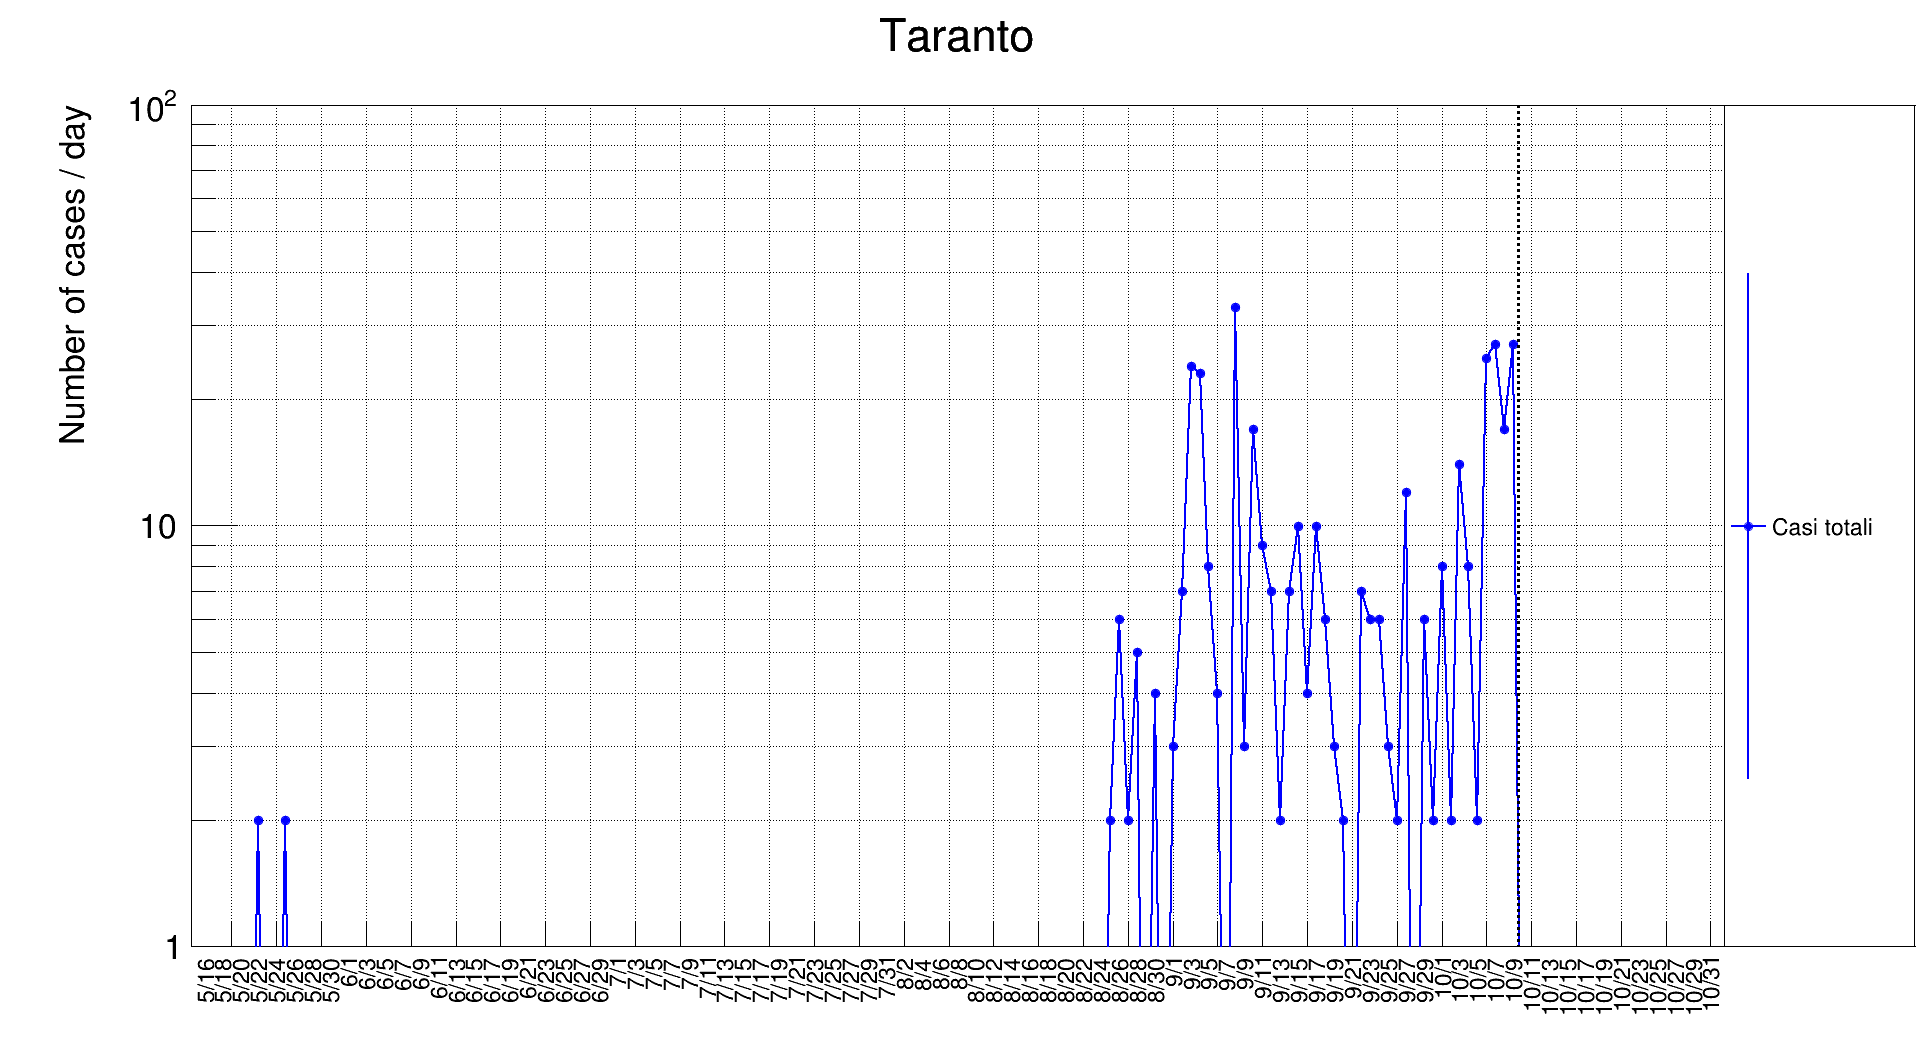 Taranto
Number of cases / day
10²
10
1
5/16 5/18 5/20 5/22 5/24 5/26 5/28 5/30 6/1 6/3 6/5 6/7 6/9 6/11 6/13 6/15 6/17 6/19 6/21 6/23 6/25 6/27 6/29 7/1 7/3 7/5 7/7 7/9 7/11 7/13 7/15 7/17 7/19 7/21 7/23 7/25 7/27 7/29 7/31 8/2 8/4 8/6 8/8 8/10 8/12 8/14 8/16 8/18 8/20 8/22 8/24 8/26 8/28 8/30 9/1 9/3 9/5 9/7 9/9 9/11 9/13 9/15 9/17 9/19 9/21 9/23 9/25 9/27 9/29 10/1 10/3 10/5 10/7 10/9 10/11 10/13 10/15 10/17 10/19 10/21 10/23 10/25 10/27 10/29 10/31
Casi totali